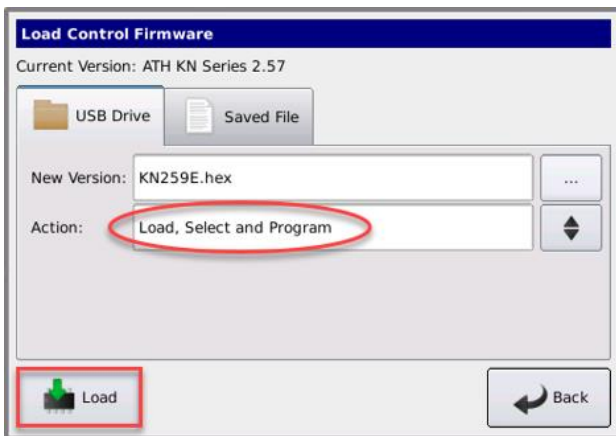 Load Control Firmware
Current Version: ATH KN Series 2.57
USB Drive
Saved File
New Version: KN259E.hex ...
Action: Load, Select and Program
Load
Back